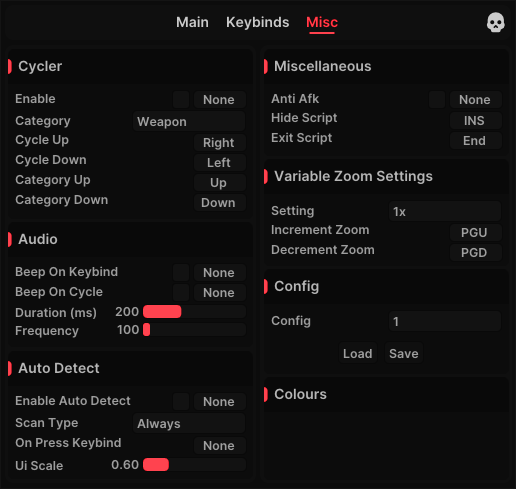 Main Keybinds Misc
Cycler
Enable None
Category Weapon
Cycle Up Right
Cycle Down Left
Category Up Up
Category Down Down
Audio
Beep On Keybind None
Beep On Cycle None
Duration (ms) 200
Frequency 100
Auto Detect
Enable Auto Detect None
Scan Type Always
On Press Keybind None
Ui Scale 0.60
Miscellaneous
Anti Afk None
Hide Script INS
Exit Script End
Variable Zoom Settings
Setting 1x
Increment Zoom PGU
Decrement Zoom PGD
Config
Config 1
Load Save
Colours